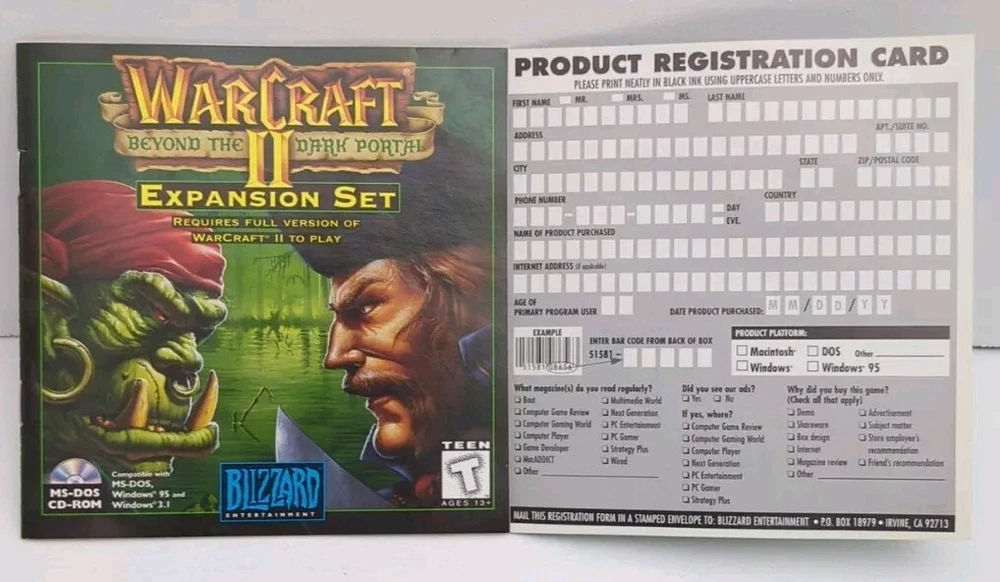 WARCRAFT
II
BEYOND THE DARK PORTAL
EXPANSION SET
REQUIRES FULL VERSION OF
WARCRAFT II TO PLAY
MS-DOS
CD-ROM
Compatible with
MS-DOS,
Windows® 95 and
Windows® 3.1
BLIZZARD
ENTERTAINMENT
TEEN
T
AGES 13+
PRODUCT REGISTRATION CARD
PLEASE PRINT NEATLY IN BLACK INK USING UPPERCASE LETTERS AND NUMBERS ONLY.
FIRST NAME MR. MRS. MS. LAST NAME
ADDRESS APT./SUITE NO.
CITY STATE ZIP/POSTAL CODE
PHONE NUMBER DAY COUNTRY
EVE.
NAME OF PRODUCT PURCHASED
INTERNET ADDRESS (if applicable)
AGE OF
PRIMARY PROGRAM USER DATE PRODUCT PURCHASED: MM/DD/YY
EXAMPLE
ENTER BAR CODE FROM BACK OF BOX
51581 -
PRODUCT PLATFORM:
Macintosh® DOS Other
Windows® Windows® 95
What magazine(s) do you read regularly?
Boot
Computer Game Review
Computer Gaming World
Computer Player
Game Developer
MacADDICT
Other
Multimedia World
Next Generation
PC Entertainment
PC Gamer
Strategy Plus
Wired
Did you see our ads?
Yes No
If yes, where?
Computer Game Review
Computer Gaming World
Computer Player
Next Generation
PC Entertainment
PC Gamer
Strategy Plus
Why did you buy this game?
(Check all that apply)
Demo
Shareware
Box design
Internet
Magazine review
Other
Advertisement
Subject matter
Store employee's
recommendation
Friend's recommendation
MAIL THIS REGISTRATION FORM IN A STAMPED ENVELOPE TO: BLIZZARD ENTERTAINMENT • P.O. BOX 18979 • IRVINE, CA 92713